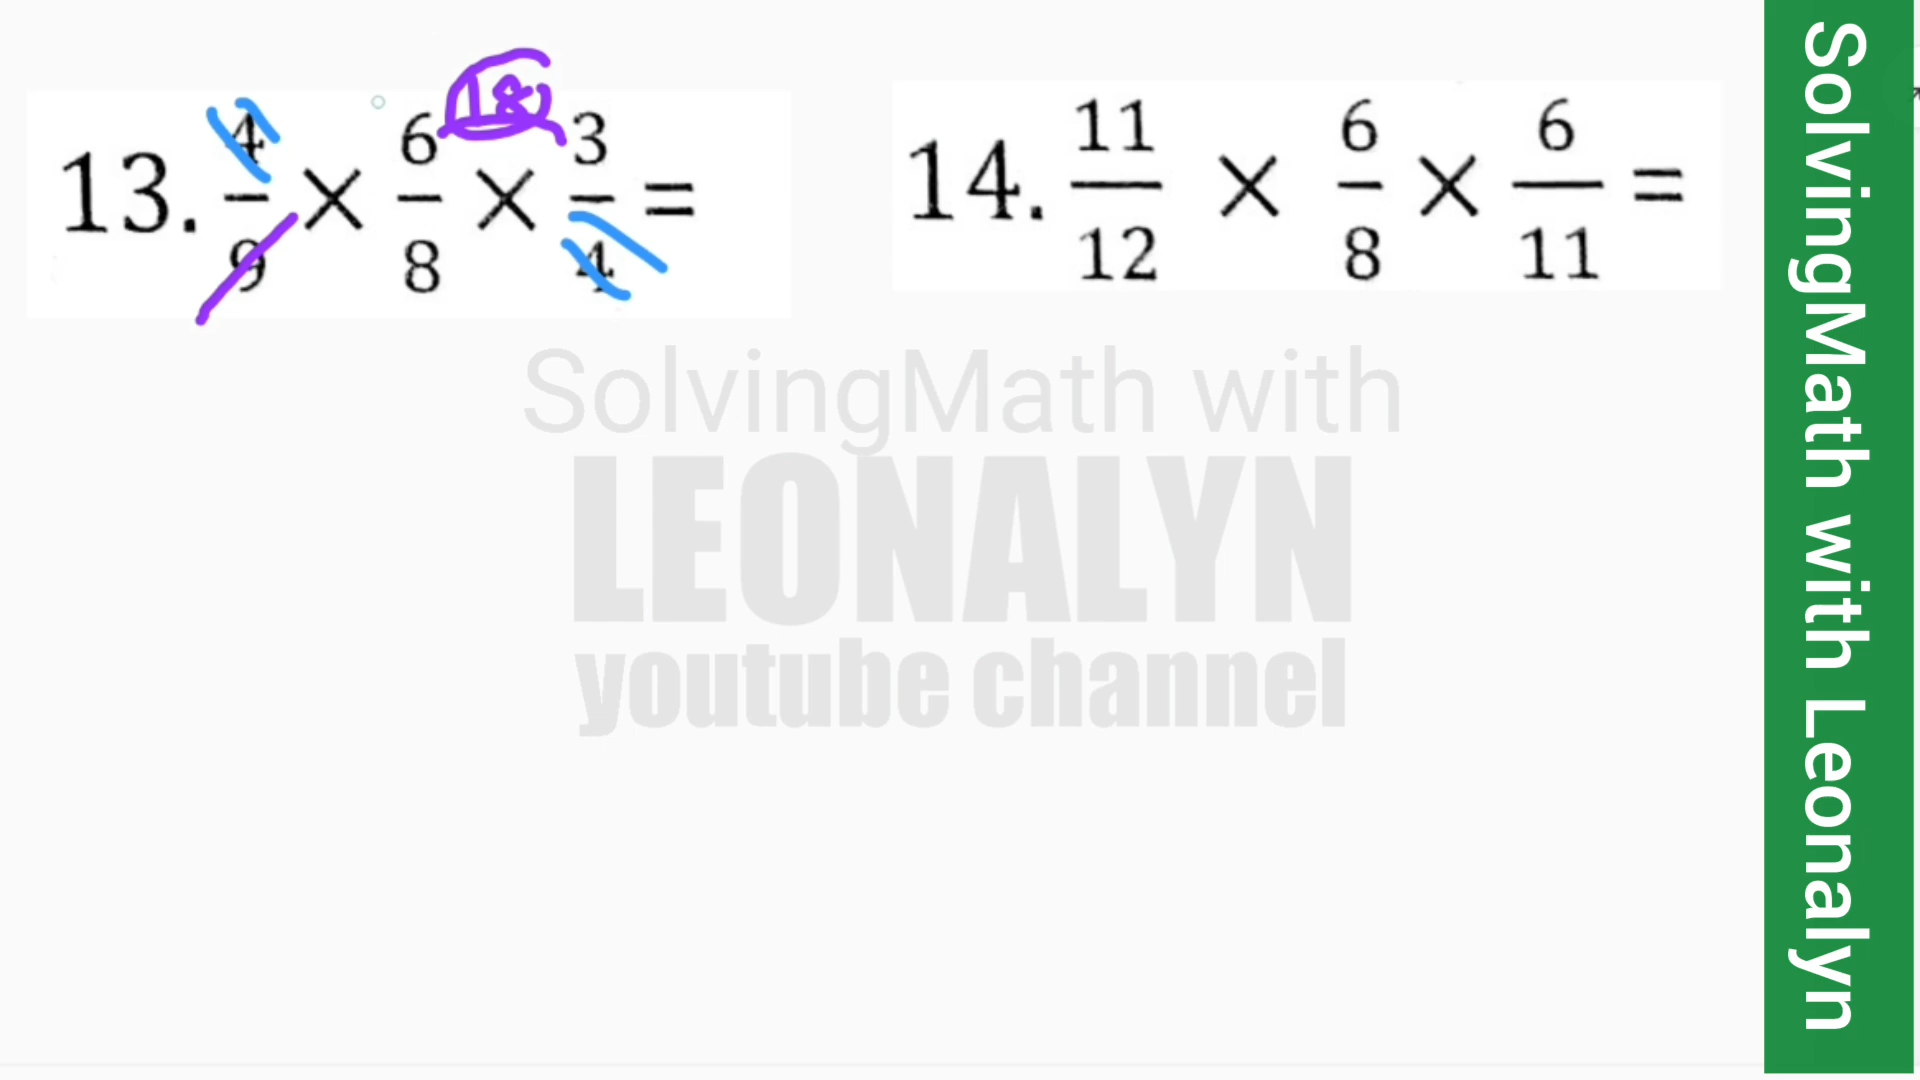 18
13. 4/9 × 6/8 × 3/4 =
14. 11/12 × 6/8 × 6/11 =
SolvingMath with
LEONALYN
youtube channel
SolvingMath with Leonalyn